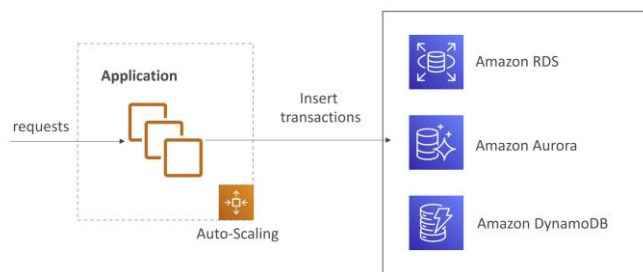 Application
requests
Insert
transactions
Auto-Scaling
Amazon RDS
Amazon Aurora
Amazon DynamoDB